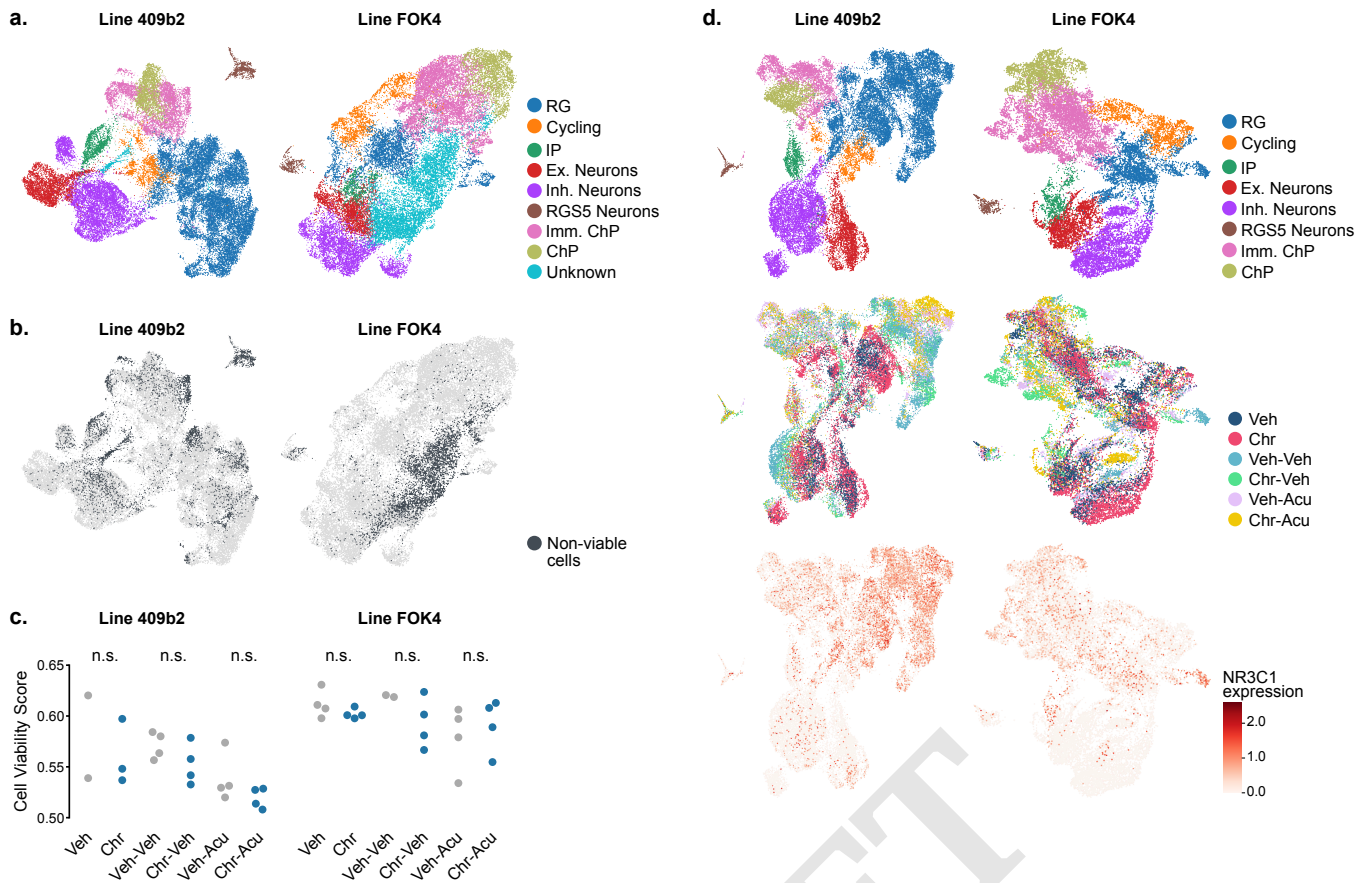 a.
Line 409b2
Line FOK4
RG
Cycling
IP
Ex. Neurons
Inh. Neurons
RGS5 Neurons
Imm. ChP
ChP
Unknown
b.
Line 409b2
Line FOK4
Non-viable
cells
c.
Line 409b2
Line FOK4
n.s.
n.s.
n.s.
n.s.
n.s.
n.s.
Cell Viability Score
0.65
0.60
0.55
0.50
Veh
Chr
Veh-Veh
Chr-Veh
Veh-Acu
Chr-Acu
Veh
Chr
Veh-Veh
Chr-Veh
Veh-Acu
Chr-Acu
d.
Line 409b2
Line FOK4
RG
Cycling
IP
Ex. Neurons
Inh. Neurons
RGS5 Neurons
Imm. ChP
ChP
Veh
Chr
Veh-Veh
Chr-Veh
Veh-Acu
Chr-Acu
NR3C1
expression
2.0
1.0
0.0